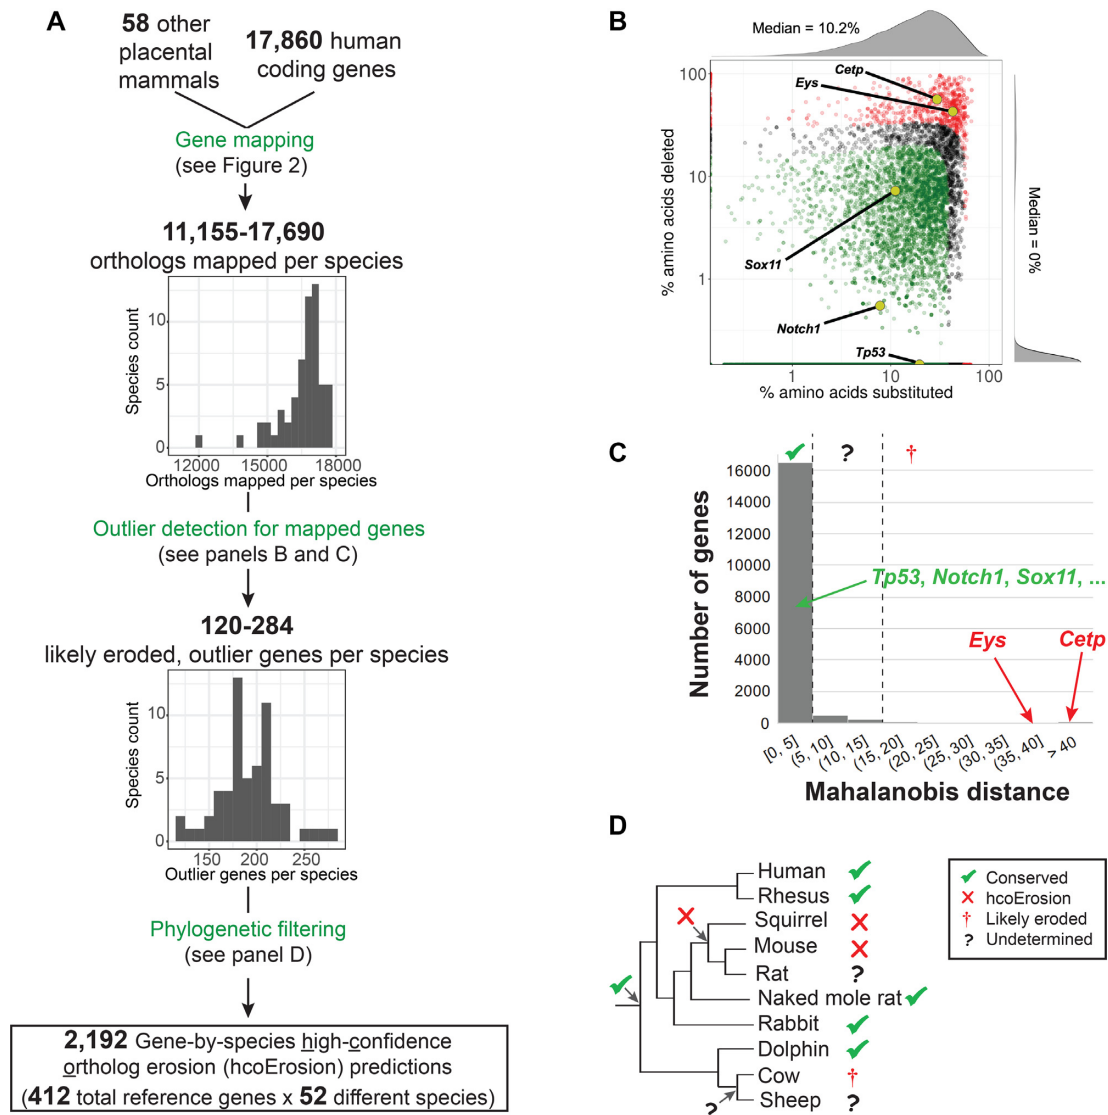 A
58 other
placental
mammals
17,860 human
coding genes
Gene mapping
(see Figure 2)
11,155-17,690
orthologs mapped per species
Species count
10
5
0
12000 15000 18000
Orthologs mapped per species
Outlier detection for mapped genes
(see panels B and C)
120-284
likely eroded, outlier genes per species
Species count
10
5
0
150 200 250
Outlier genes per species
Phylogenetic filtering
(see panel D)
2,192 Gene-by-species high-confidence
ortholog erosion (hcoErosion) predictions
(412 total reference genes x 52 different species)
B
Median = 10.2%
Median = 0%
% amino acids deleted
100
10
1
Cetp
Eys
Sox11
Notch1
Tp53
1 10 100
% amino acids substituted
C
?
†
Number of genes
16000
14000
12000
10000
8000
6000
4000
2000
0
Tp53, Notch1, Sox11, ...
Eys
Cetp
[0, 5]
(5, 10]
(10, 15]
(15, 20]
(20, 25]
(25, 30]
(30, 35]
(35, 40]
> 40
Mahalanobis distance
D
Human
Rhesus
Squirrel
Mouse
Rat ?
Naked mole rat
Rabbit
Dolphin
Cow †
Sheep ?
?
Conserved
hcoErosion
† Likely eroded
? Undetermined